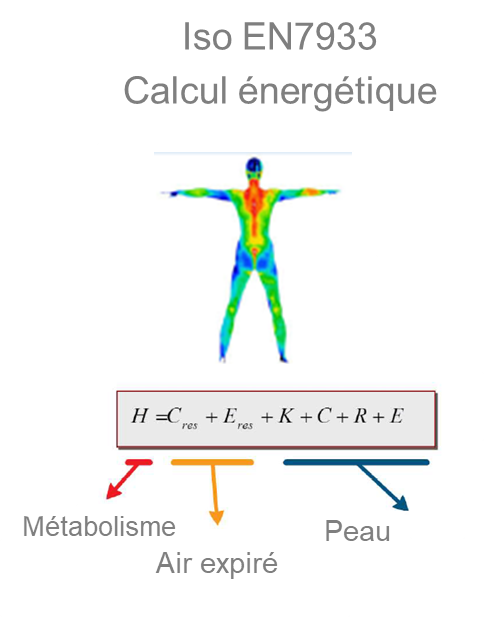 Iso EN7933
Calcul énergétique
H =C_res + E_res + K + C + R + E
Métabolisme
Air expiré
Peau